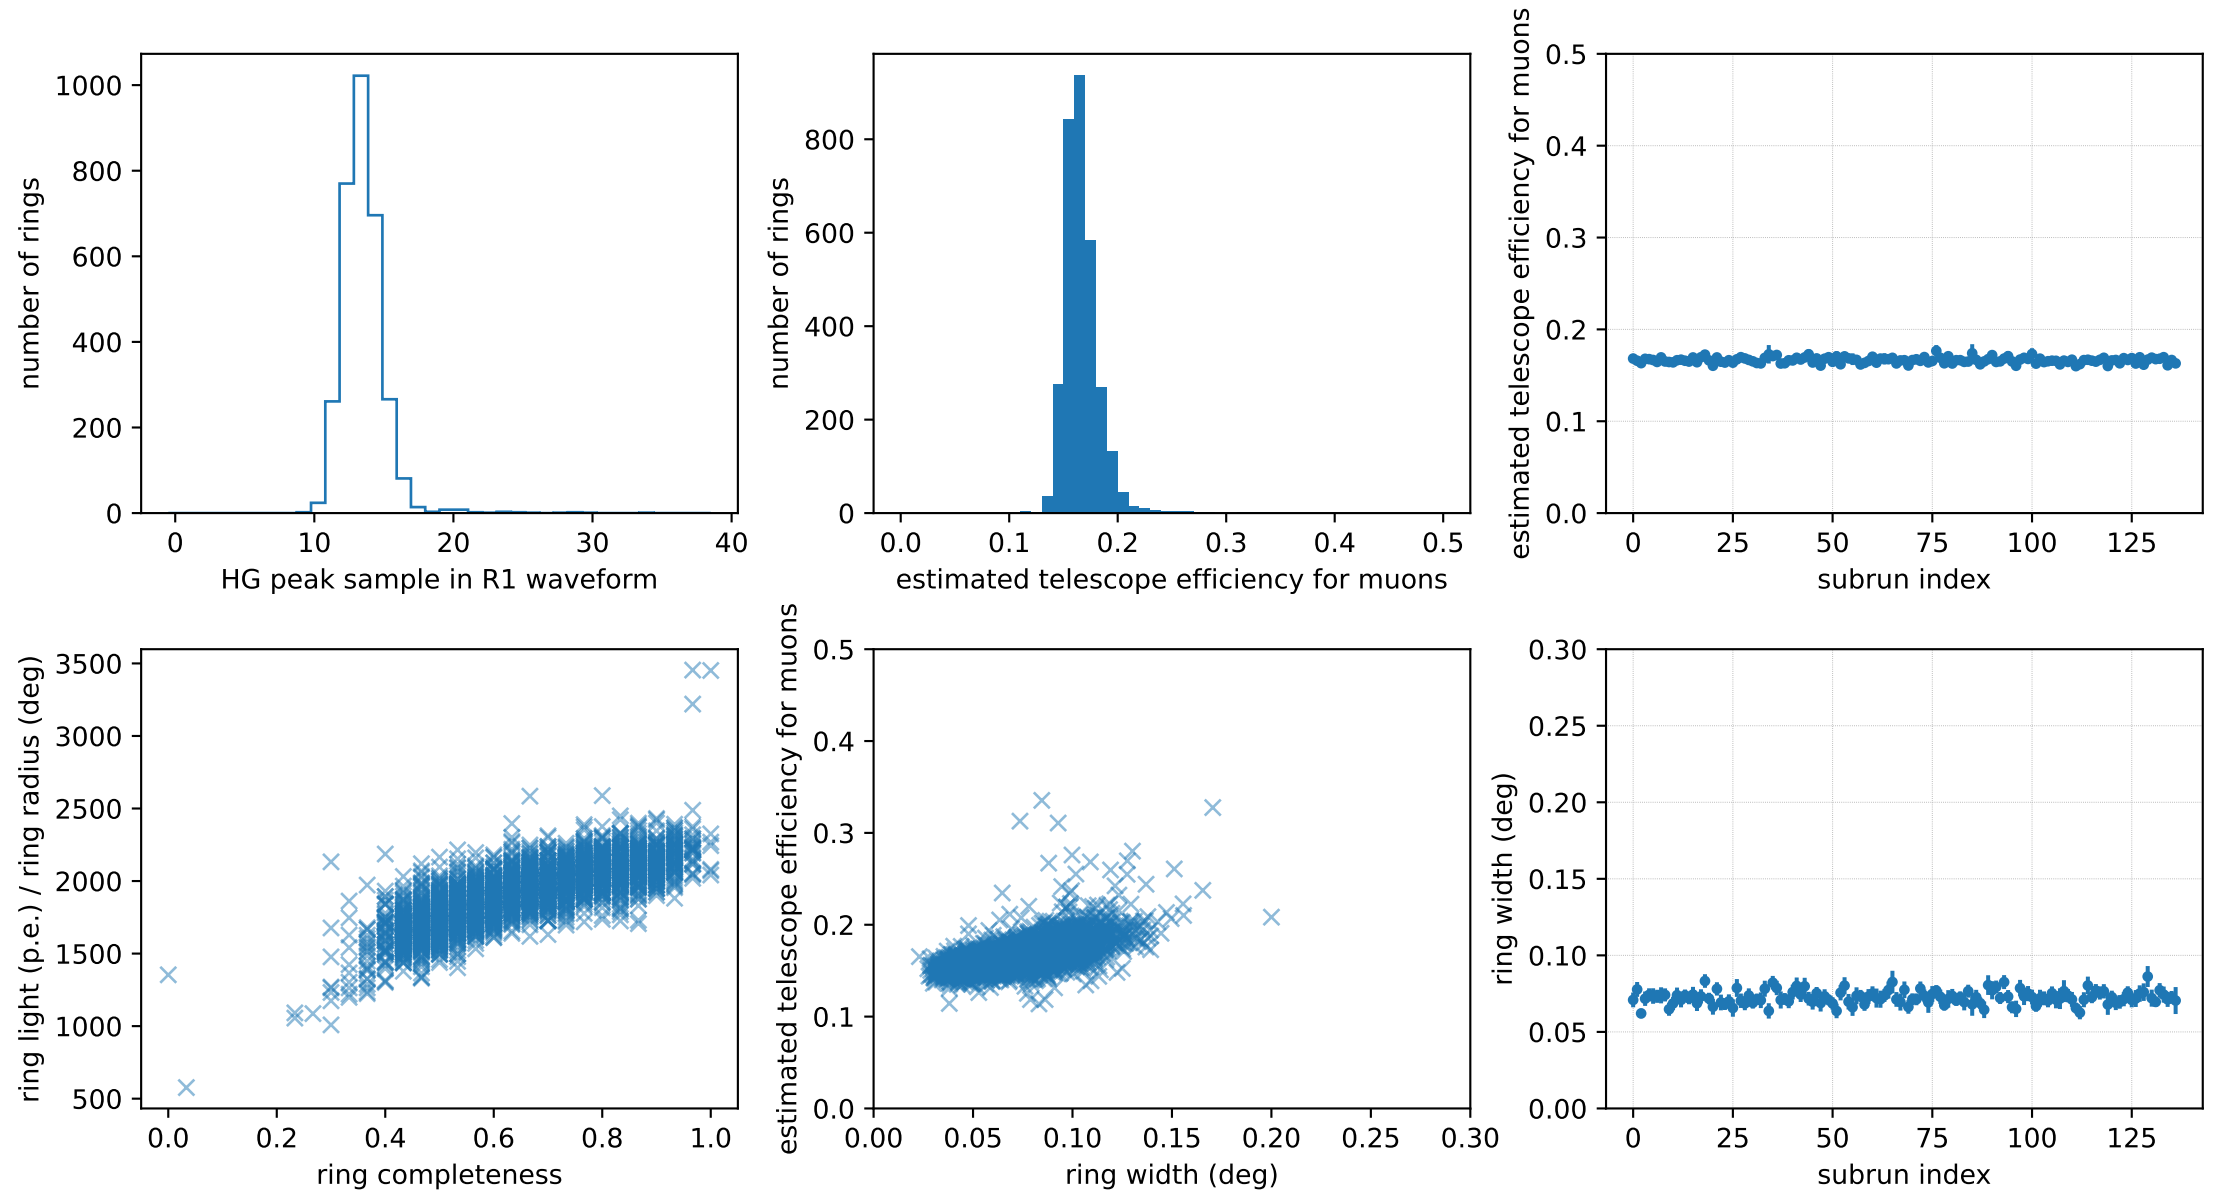 number of rings
1000
800
600
400
200
0
0 10 20 30 40
HG peak sample in R1 waveform
number of rings
800
600
400
200
0
0.0 0.1 0.2 0.3 0.4 0.5
estimated telescope efficiency for muons
estimated telescope efficiency for muons
0.5
0.4
0.3
0.2
0.1
0.0
0 25 50 75 100 125
subrun index
ring light (p.e.) / ring radius (deg)
3500
3000
2500
2000
1500
1000
500
0.0 0.2 0.4 0.6 0.8 1.0
ring completeness
estimated telescope efficiency for muons
0.5
0.4
0.3
0.2
0.1
0.0
0.00 0.05 0.10 0.15 0.20 0.25 0.30
ring width (deg)
ring width (deg)
0.30
0.25
0.20
0.15
0.10
0.05
0.00
0 25 50 75 100 125
subrun index